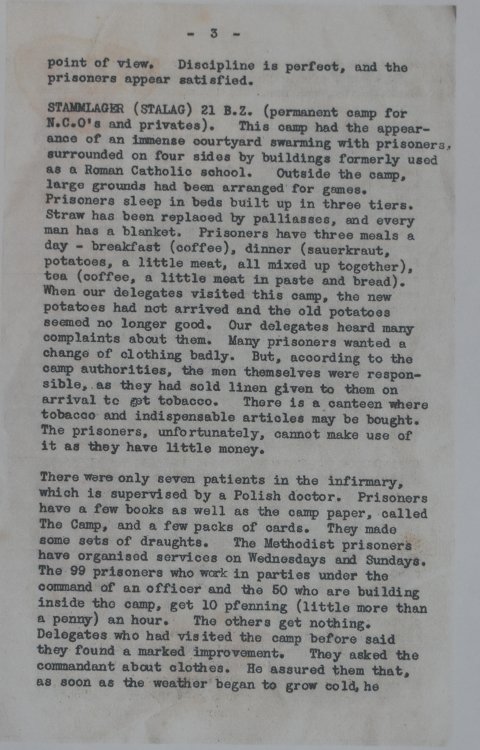 - 3 -
point of view. Discipline is perfect, and the
prisoners appear satisfied.
STAMMLAGER (STALAG) 21 B.Z. (permanent camp for
N.C.O's and privates). This camp had the appear-
ance of an immense courtyard swarming with prisoners,
surrounded on four sides by buildings formerly used
as a Roman Catholic school. Outside the camp,
large grounds had been arranged for games.
Prisoners sleep in beds built up in three tiers.
Straw has been replaced by palliasses, and every
man has a blanket. Prisoners have three meals a
day - breakfast (coffee), dinner (sauerkraut,
potatoes, a little meat, all mixed up together),
tea (coffee, a little meat in paste and bread).
When our delegates visited this camp, the new
potatoes had not arrived and the old potatoes
seemed no longer good. Our delegates heard many
complaints about them. Many prisoners wanted a
change of clothing badly. But, according to the
camp authorities, the men themselves were respon-
sible, as they had sold linen given to them on
arrival to get tobacco. There is a canteen where
tobacco and indispensable articles may be bought.
The prisoners, unfortunately, cannot make use of
it as they have little money.
There were only seven patients in the infirmary,
which is supervised by a Polish doctor. Prisoners
have a few books as well as the camp paper, called
The Camp, and a few packs of cards. They made
some sets of draughts. The Methodist prisoners
have organised services on Wednesdays and Sundays.
The 99 prisoners who work in parties under the
command of an officer and the 50 who are building
inside the camp, get 10 pfenning (little more than
a penny) an hour. The others get nothing.
Delegates who had visited the camp before said
they found a marked improvement. They asked the
commandant about clothes. He assured them that,
as soon as the weather began to grow cold, he